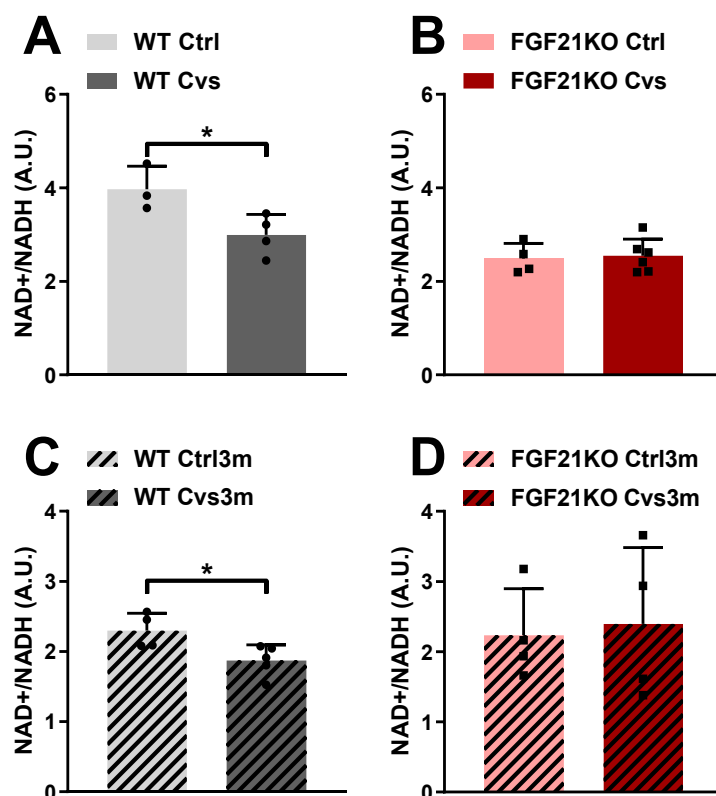 A
WT Ctrl
WT Cvs
NAD+/NADH (A.U.)
6
4
2
0
*
B
FGF21KO Ctrl
FGF21KO Cvs
NAD+/NADH (A.U.)
6
4
2
0
C
WT Ctrl3m
WT Cvs3m
NAD+/NADH (A.U.)
4
3
2
1
0
*
D
FGF21KO Ctrl3m
FGF21KO Cvs3m
NAD+/NADH (A.U.)
4
3
2
1
0